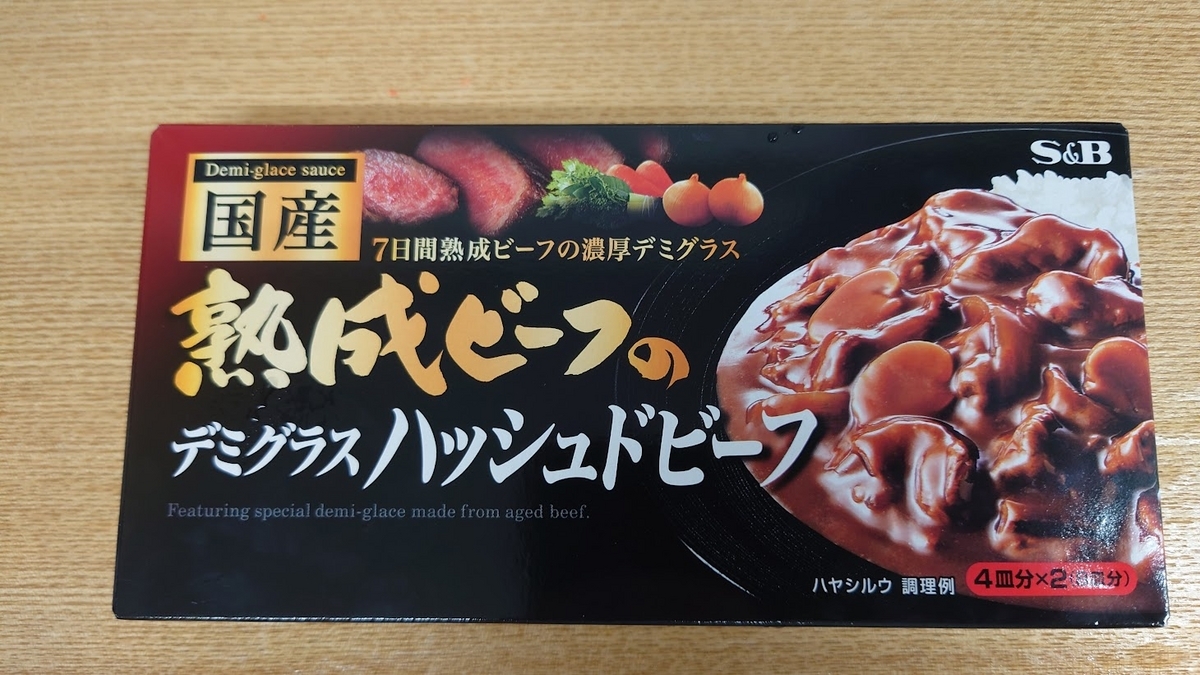 S&B
Demi-glace sauce
国産
7日間熟成ビーフの濃厚デミグラス
熟成ビーフの
デミグラスハッシュドビーフ
Featuring special demi-glace made from aged beef.
ハヤシルウ 調理例
4皿分×2 皿分)